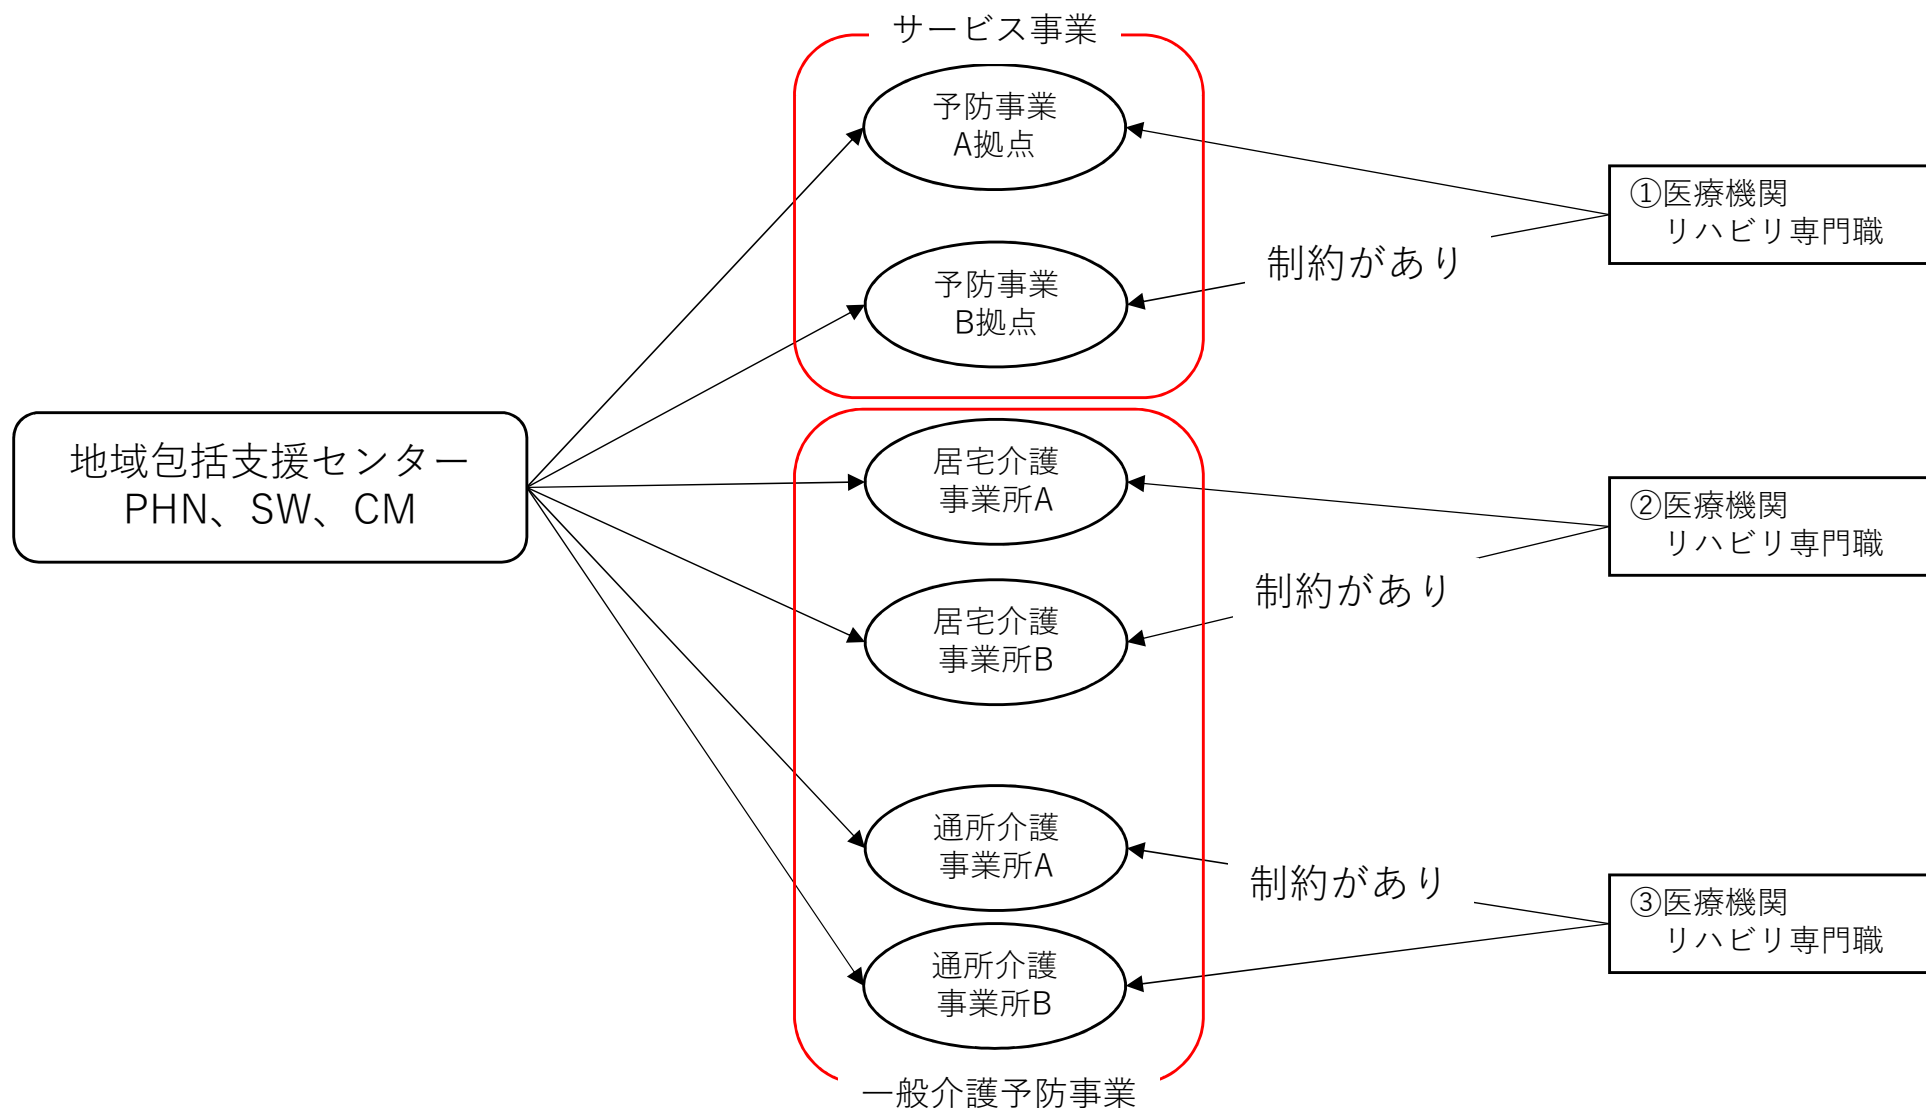 サービス事業
予防事業
A拠点
予防事業
B拠点
①医療機関
リハビリ専門職
制約があり
地域包括支援センター
PHN、SW、CM
居宅介護
事業所A
居宅介護
事業所B
②医療機関
リハビリ専門職
制約があり
通所介護
事業所A
通所介護
事業所B
制約があり
③医療機関
リハビリ専門職
一般介護予防事業